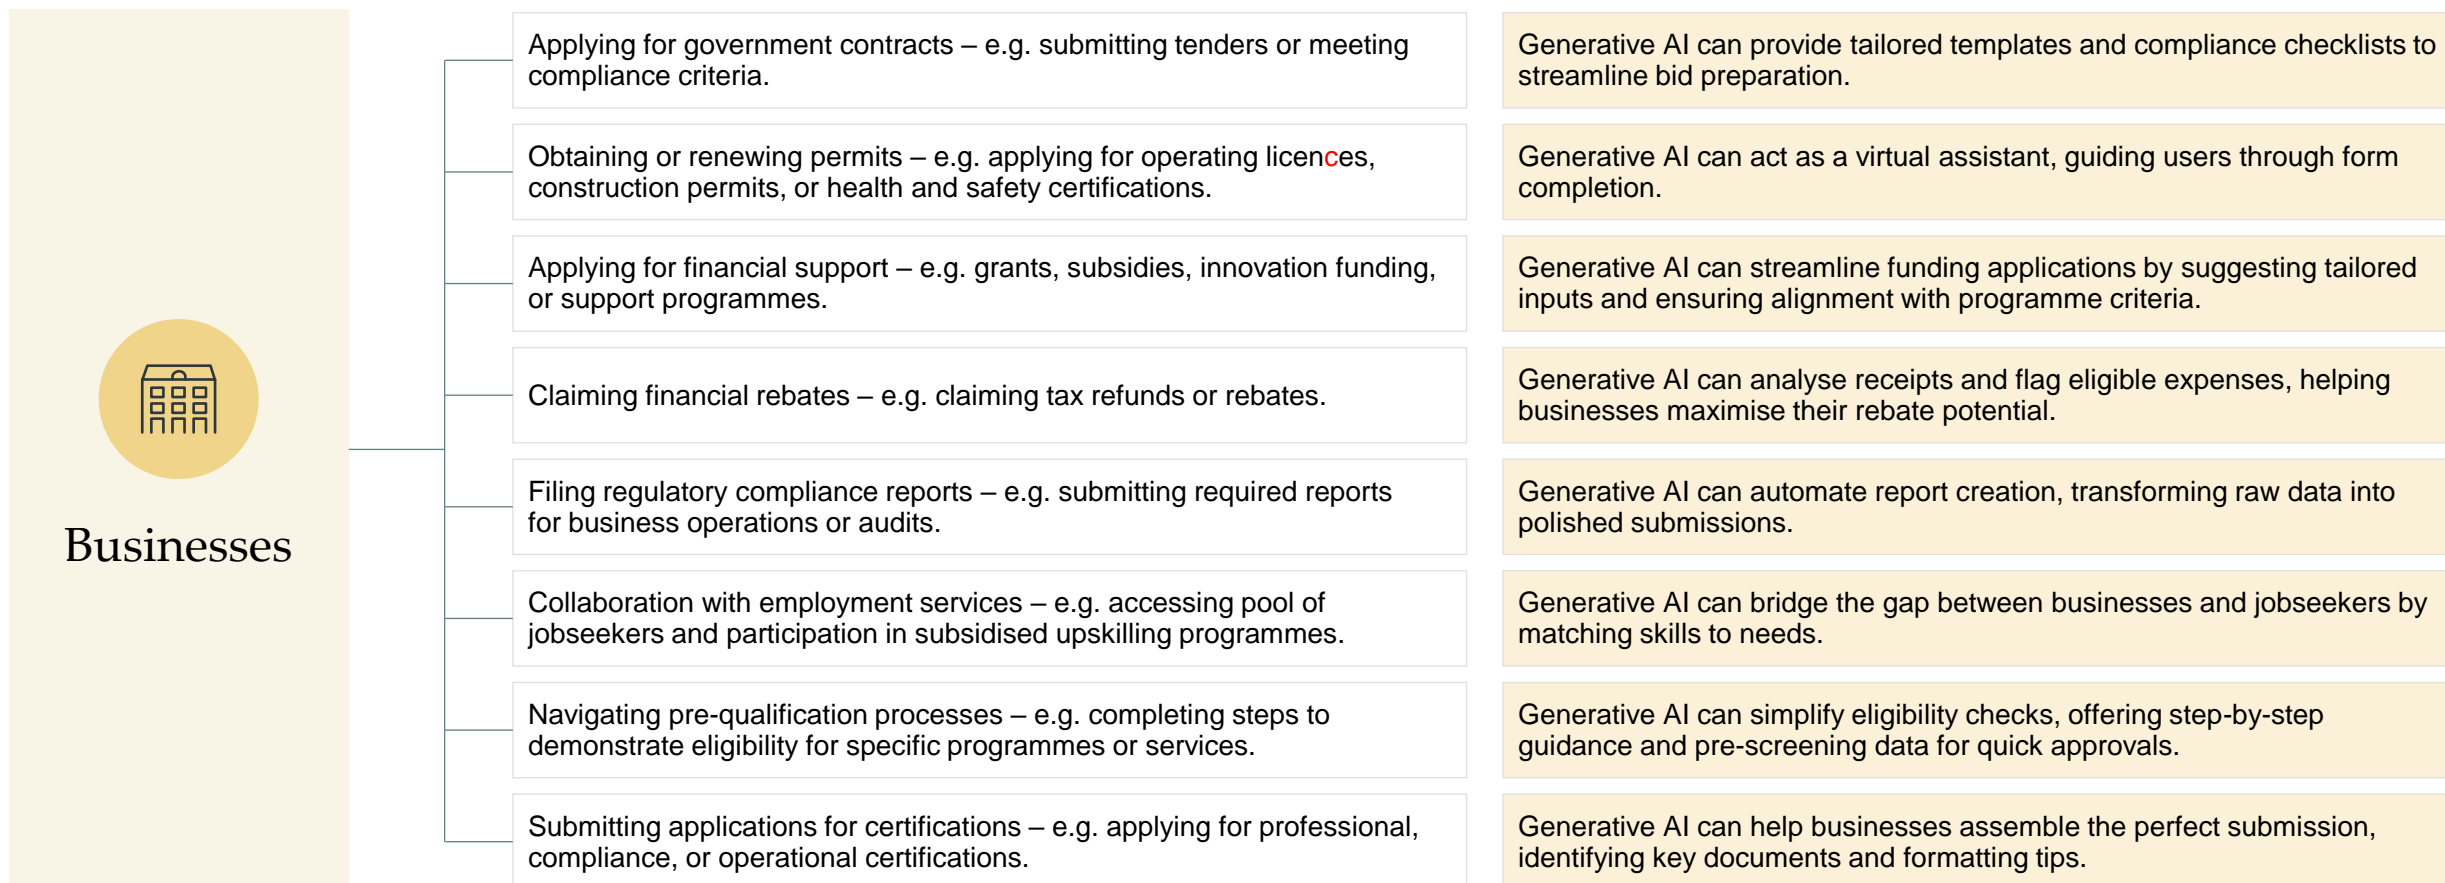 Businesses
Applying for government contracts – e.g. submitting tenders or meeting
compliance criteria.
Generative AI can provide tailored templates and compliance checklists to
streamline bid preparation.
Obtaining or renewing permits – e.g. applying for operating licences,
construction permits, or health and safety certifications.
Generative AI can act as a virtual assistant, guiding users through form
completion.
Applying for financial support – e.g. grants, subsidies, innovation funding,
or support programmes.
Generative AI can streamline funding applications by suggesting tailored
inputs and ensuring alignment with programme criteria.
Claiming financial rebates – e.g. claiming tax refunds or rebates.
Generative AI can analyse receipts and flag eligible expenses, helping
businesses maximise their rebate potential.
Filing regulatory compliance reports – e.g. submitting required reports
for business operations or audits.
Generative AI can automate report creation, transforming raw data into
polished submissions.
Collaboration with employment services – e.g. accessing pool of
jobseekers and participation in subsidised upskilling programmes.
Generative AI can bridge the gap between businesses and jobseekers by
matching skills to needs.
Navigating pre-qualification processes – e.g. completing steps to
demonstrate eligibility for specific programmes or services.
Generative AI can simplify eligibility checks, offering step-by-step
guidance and pre-screening data for quick approvals.
Submitting applications for certifications – e.g. applying for professional,
compliance, or operational certifications.
Generative AI can help businesses assemble the perfect submission,
identifying key documents and formatting tips.